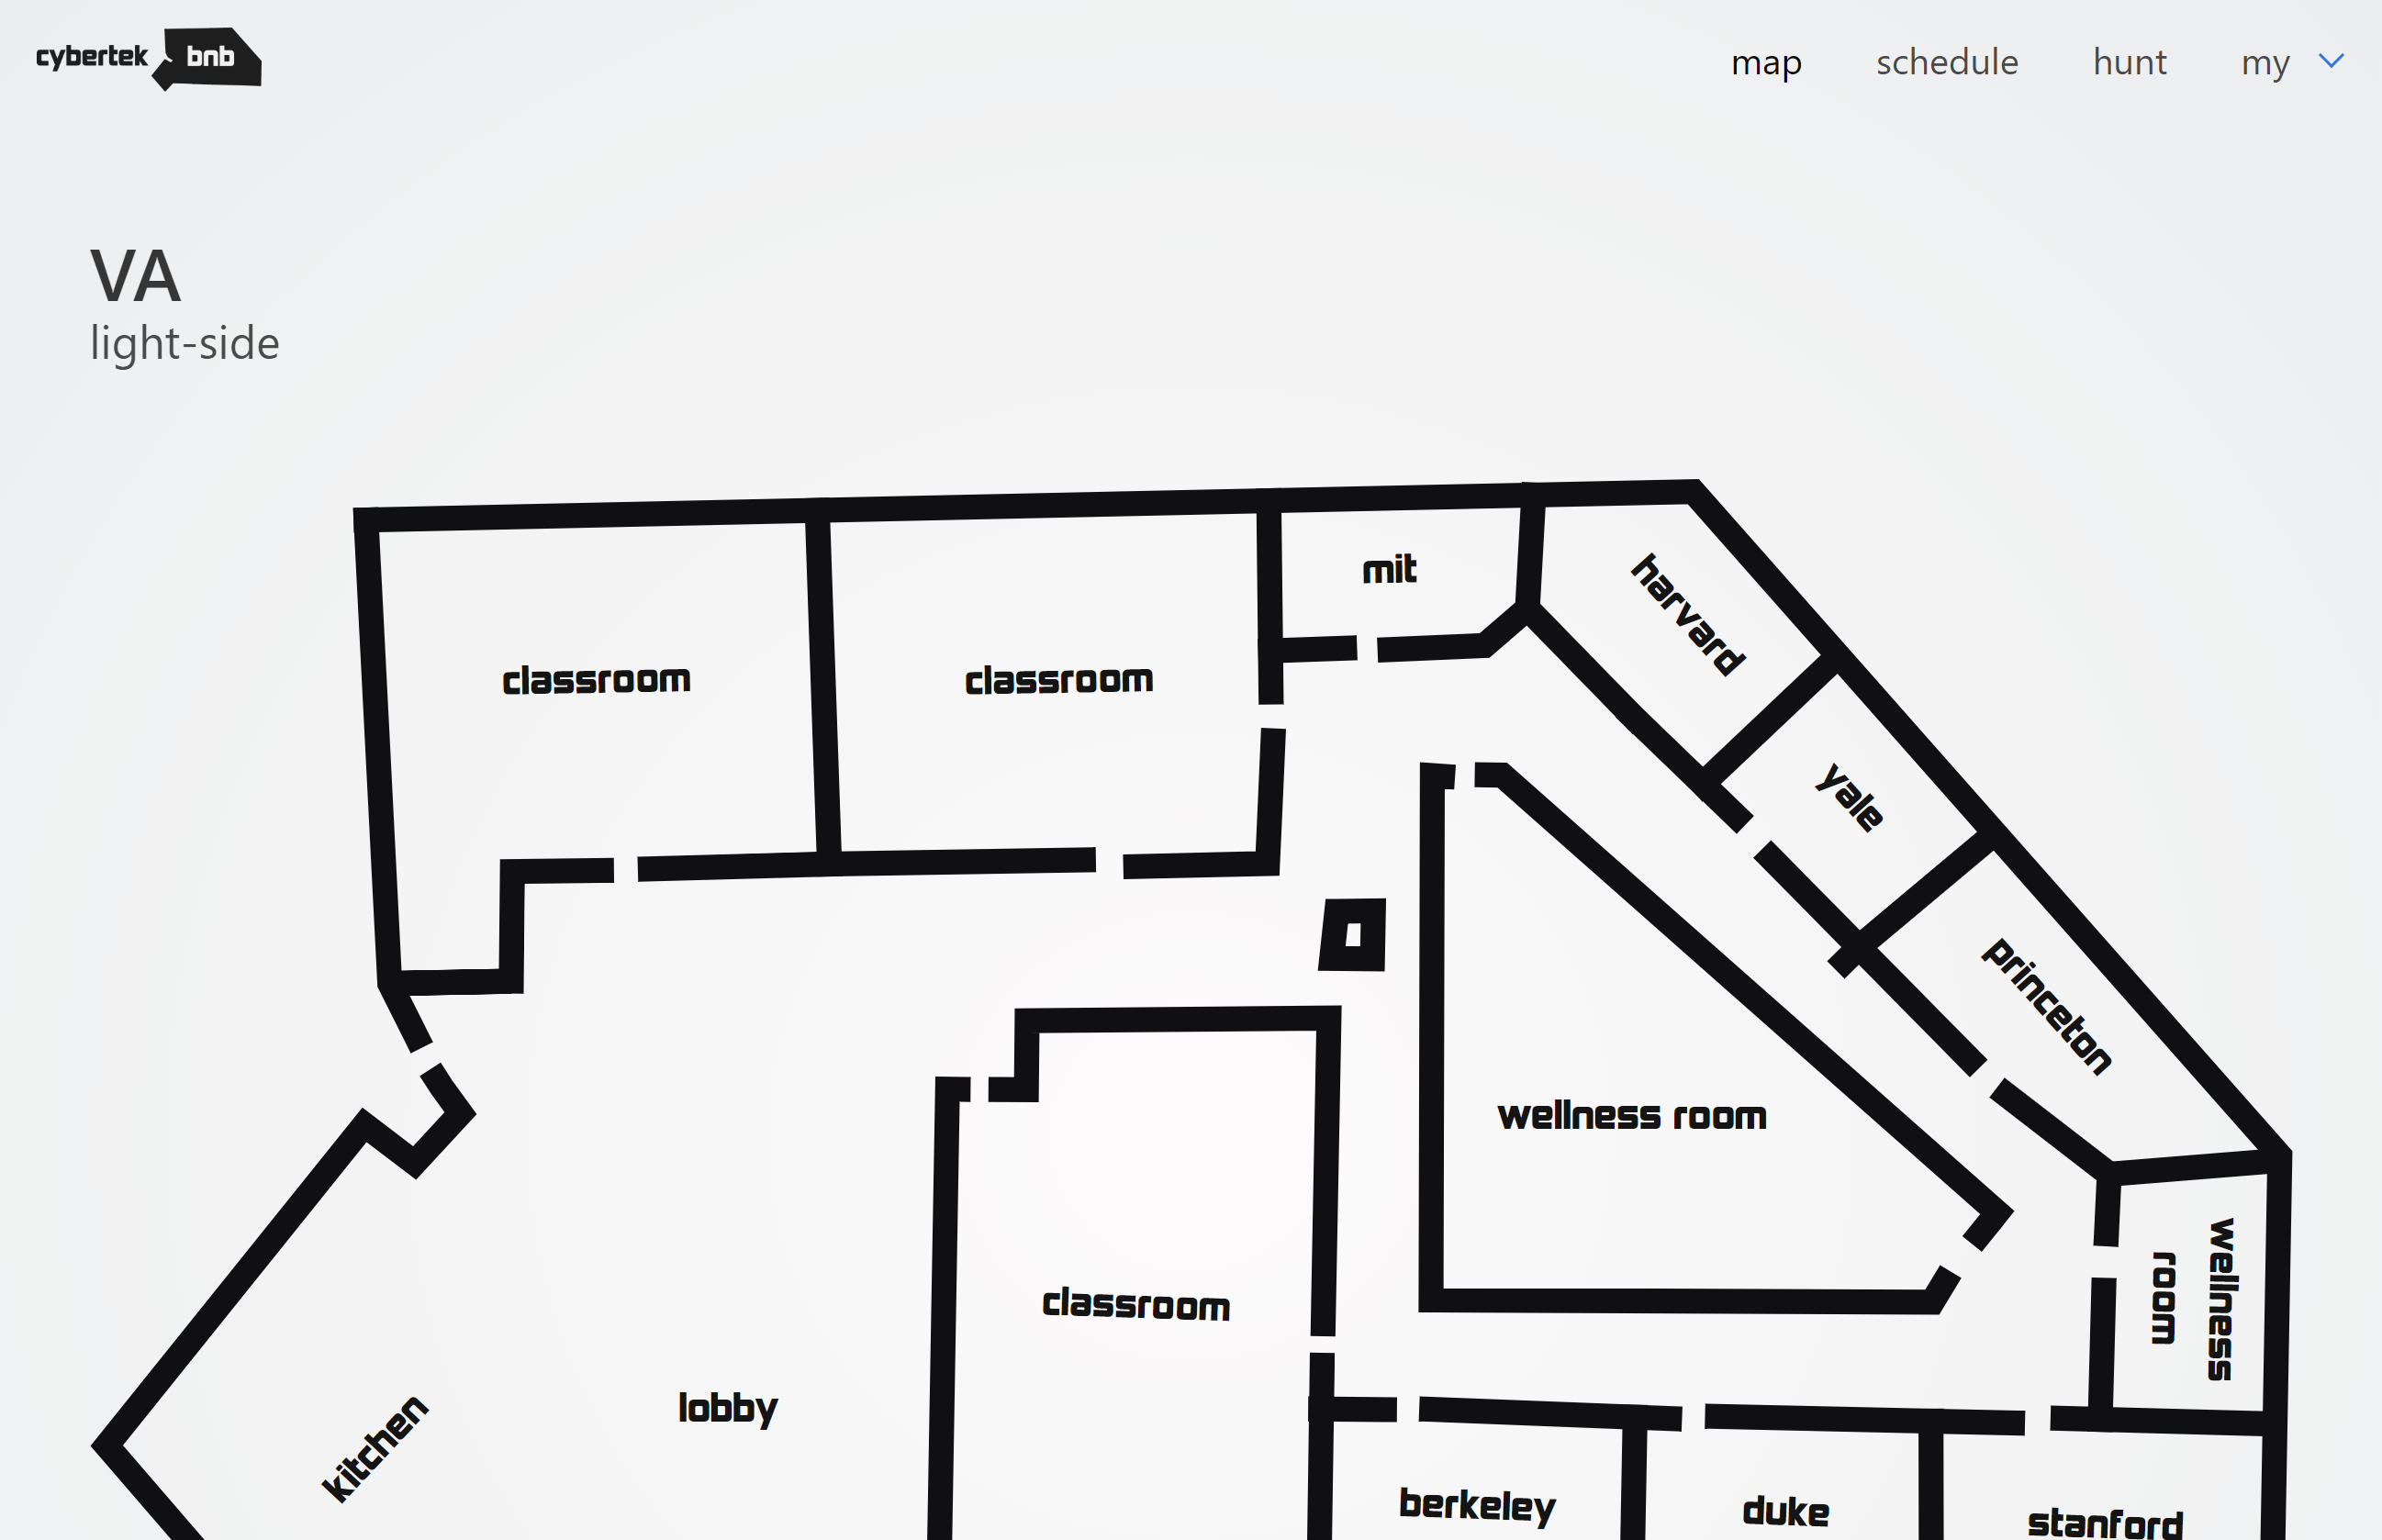 cybertek bnb
map schedule hunt my
VA
light-side
mit
harvard
classroom
classroom
yale
princeton
wellness room
wellness
room
classroom
lobby
kitchen
berkeley
duke
stanford